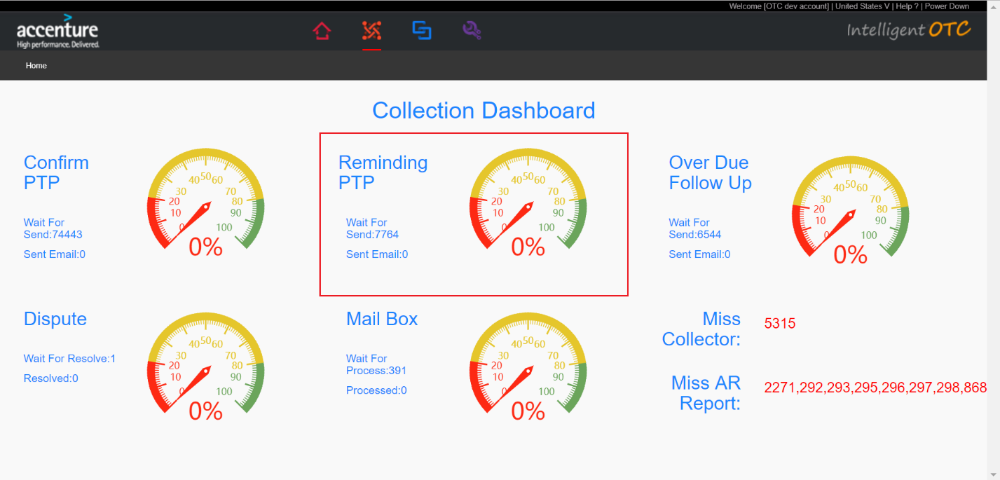 Welcome [OTC dev account] | United States V | Help ? | Power Down
accenture
High performance. Delivered.
Intelligent OTC
Home
Collection Dashboard
Confirm
PTP
Wait For
Send:74443
Sent Email:0
0
10
20
30
40
50
60
70
80
90
100
0%
Reminding
PTP
Wait For
Send:7764
Sent Email:0
0
10
20
30
40
50
60
70
80
90
100
0%
Over Due
Follow Up
Wait For
Send:6544
Sent Email:0
0
10
20
30
40
50
60
70
80
90
100
0%
Dispute
Wait For Resolve:1
Resolved:0
0
10
20
30
40
50
60
70
80
90
100
0%
Mail Box
Wait For
Process:391
Processed:0
0
10
20
30
40
50
60
70
80
90
100
0%
Miss
Collector:
5315
Miss AR
Report:
2271,292,293,295,296,297,298,868